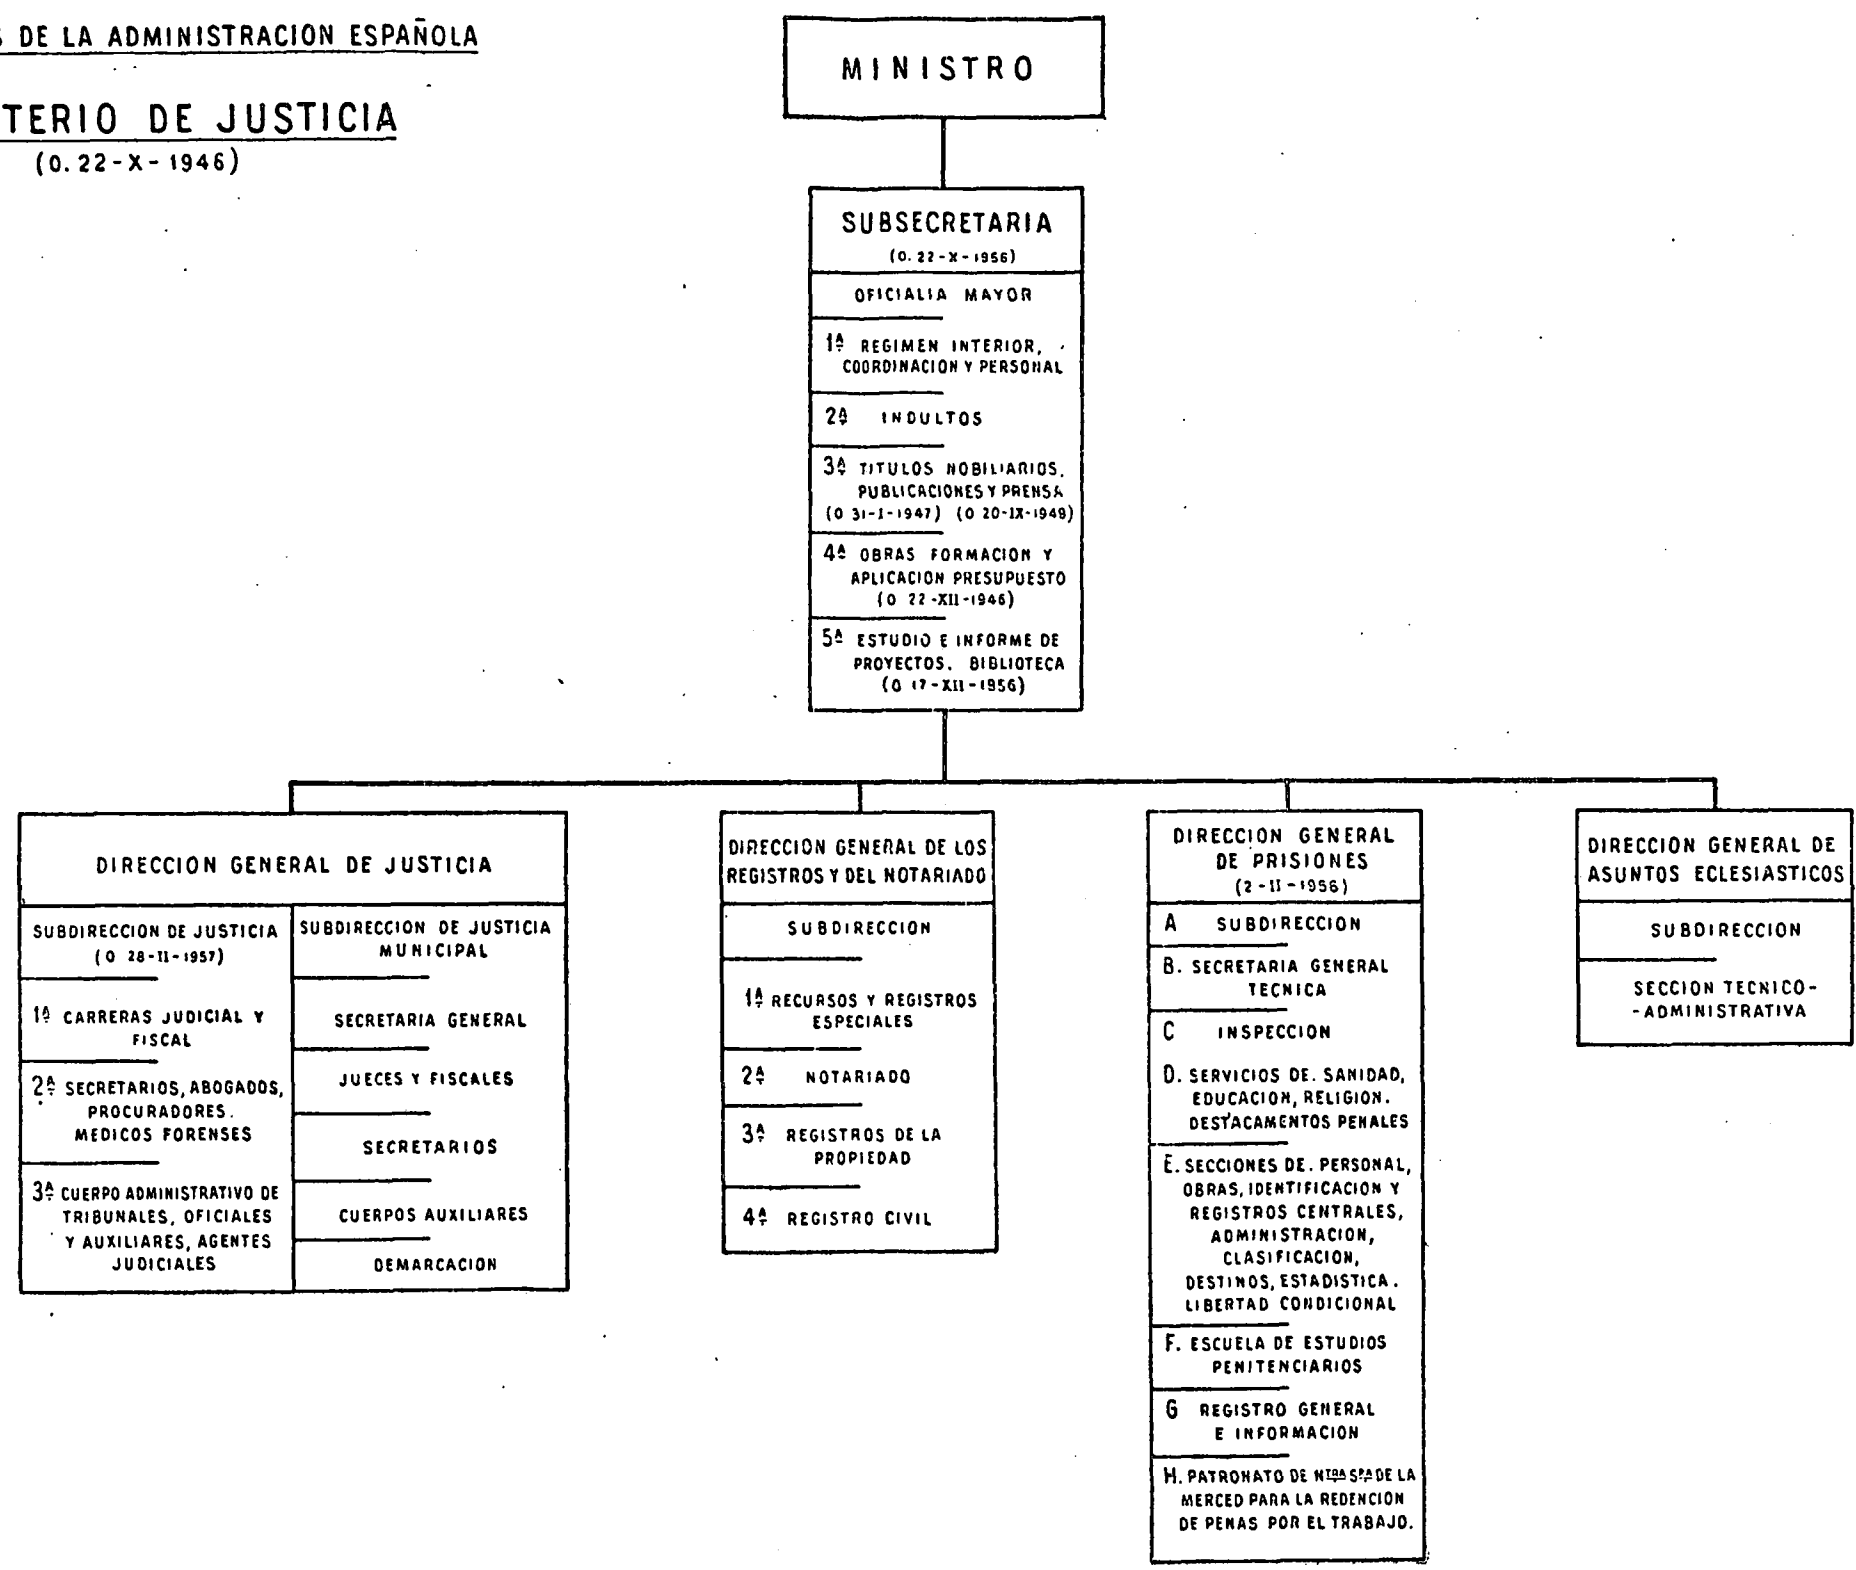 DE LA ADMINISTRACION ESPAÑOLA
TERIO DE JUSTICIA
(O. 22-X-1946)
MINISTRO
SUBSECRETARIA
(O. 22-X-1956)
OFICIALIA MAYOR
1ª REGIMEN INTERIOR,
COORDINACION Y PERSONAL
2ª INDULTOS
3ª TITULOS NOBILIARIOS.
PUBLICACIONES Y PRENSA
(O 31-I-1947) (O 20-IX-1948)
4ª OBRAS FORMACION Y
APLICACION PRESUPUESTO
(O 22-XII-1946)
5ª ESTUDIO E INFORME DE
PROYECTOS. BIBLIOTECA
(O 17-XII-1956)
DIRECCION GENERAL DE JUSTICIA
SUBDIRECCION DE JUSTICIA
(O 28-II-1957)
1ª CARRERAS JUDICIAL Y
FISCAL
2ª SECRETARIOS, ABOGADOS,
PROCURADORES.
MEDICOS FORENSES
3ª CUERPO ADMINISTRATIVO DE
TRIBUNALES, OFICIALES
Y AUXILIARES, AGENTES
JUDICIALES
SUBDIRECCION DE JUSTICIA
MUNICIPAL
SECRETARIA GENERAL
JUECES Y FISCALES
SECRETARIOS
CUERPOS AUXILIARES
DEMARCACION
DIRECCION GENERAL DE LOS
REGISTROS Y DEL NOTARIADO
SUBDIRECCION
1ª RECURSOS Y REGISTROS
ESPECIALES
2ª NOTARIADO
3ª REGISTROS DE LA
PROPIEDAD
4ª REGISTRO CIVIL
DIRECCION GENERAL
DE PRISIONES
(2-II-1956)
A SUBDIRECCION
B. SECRETARIA GENERAL
TECNICA
C INSPECCION
D. SERVICIOS DE. SANIDAD,
EDUCACION, RELIGION.
DESTACAMENTOS PENALES
E. SECCIONES DE. PERSONAL,
OBRAS, IDENTIFICACION Y
REGISTROS CENTRALES,
ADMINISTRACION,
CLASIFICACION,
DESTINOS, ESTADISTICA.
LIBERTAD CONDICIONAL
F. ESCUELA DE ESTUDIOS
PENITENCIARIOS
G REGISTRO GENERAL
E INFORMACION
H. PATRONATO DE NTRA SRA DE LA
MERCED PARA LA REDENCION
DE PENAS POR EL TRABAJO.
DIRECCION GENERAL DE
ASUNTOS ECLESIASTICOS
SUBDIRECCION
SECCION TECNICO-
-ADMINISTRATIVA